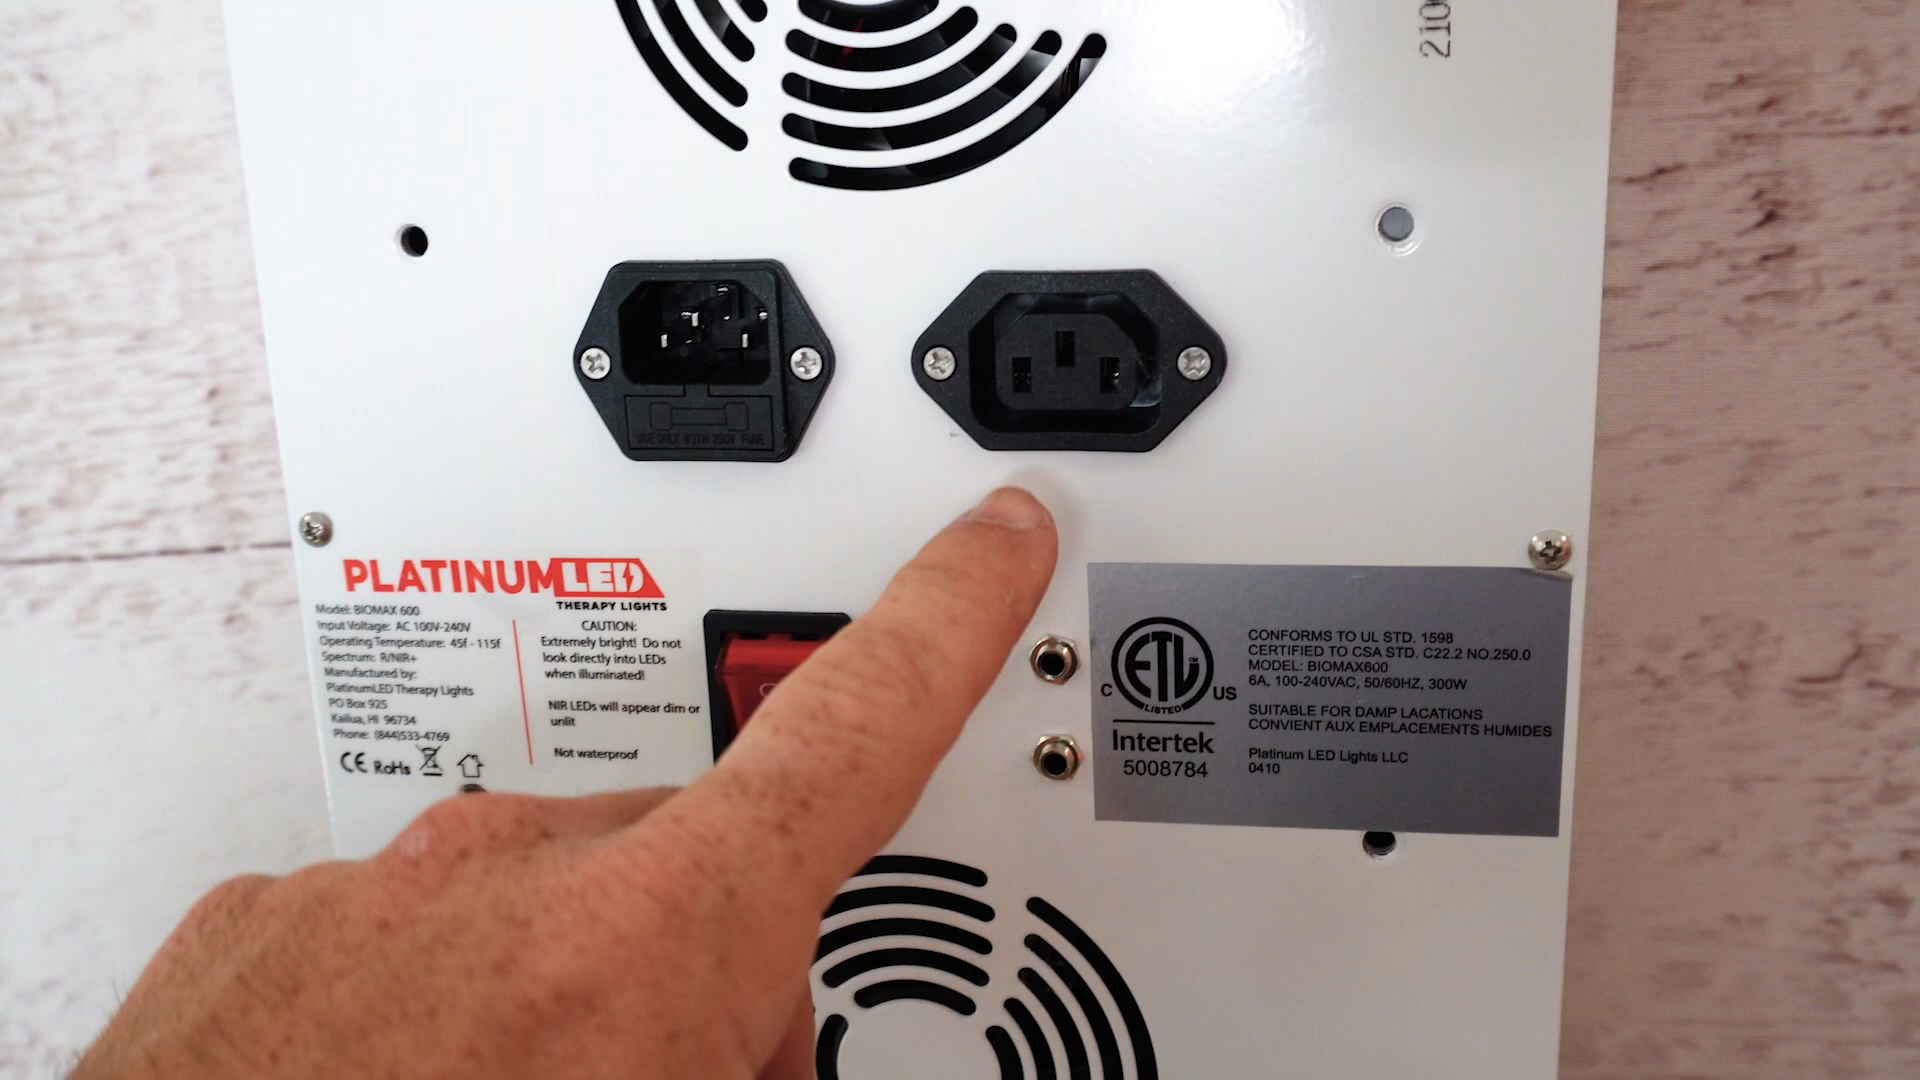 210
USE ONLY WITH 250V FUSE
PLATINUM LED
THERAPY LIGHTS
Model: BIOMAX 600
Input Voltage: AC 100V-240V
Operating Temperature: 45f - 115f
Spectrum: R/NIR+
Manufactured by:
PlatinumLED Therapy Lights
PO Box 925
Kailua, HI 96734
Phone: (844)533-4769
CE RoHs
CAUTION:
Extremely bright! Do not
look directly into LEDs
when illuminated!
NIR LEDs will appear dim or
unlit
Not waterproof
C ETL CM US
LISTED
Intertek
5008784
CONFORMS TO UL STD. 1598
CERTIFIED TO CSA STD. C22.2 NO.250.0
MODEL: BIOMAX600
6A, 100-240VAC, 50/60HZ, 300W
SUITABLE FOR DAMP LACATIONS
CONVIENT AUX EMPLACEMENTS HUMIDES
Platinum LED Lights LLC
0410